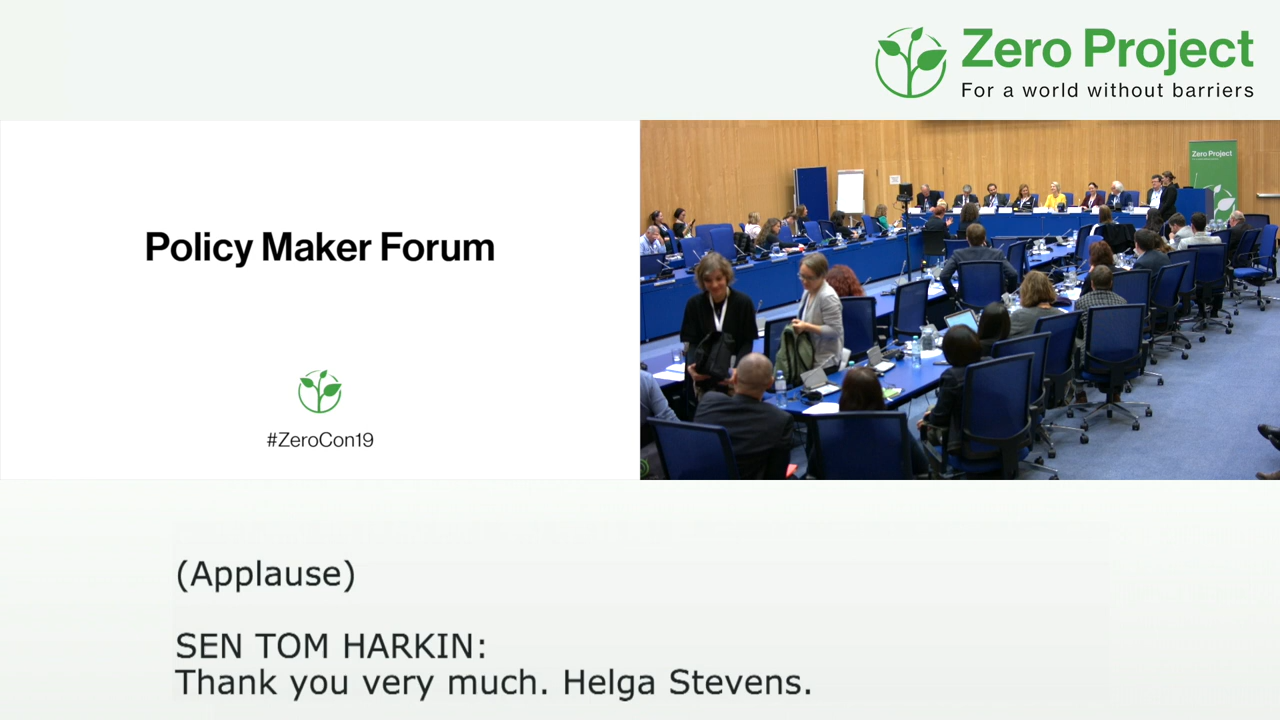 Zero Project
For a world without barriers
Policy Maker Forum
#ZeroCon19
Zero Project
(Applause)
SEN TOM HARKIN:
Thank you very much. Helga Stevens.